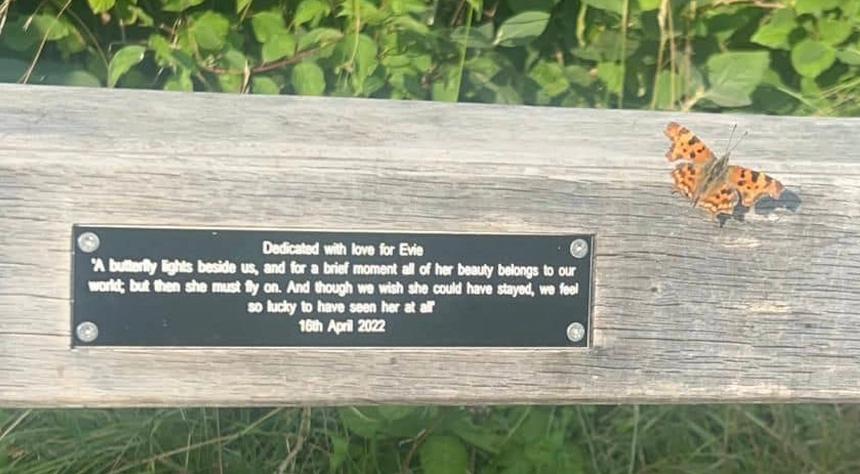 Dedicated with love for Evie
'A butterfly lights beside us, and for a brief moment all of her beauty belongs to our
world; but then she must fly on. And though we wish she could have stayed, we feel
so lucky to have seen her at all'
16th April 2022